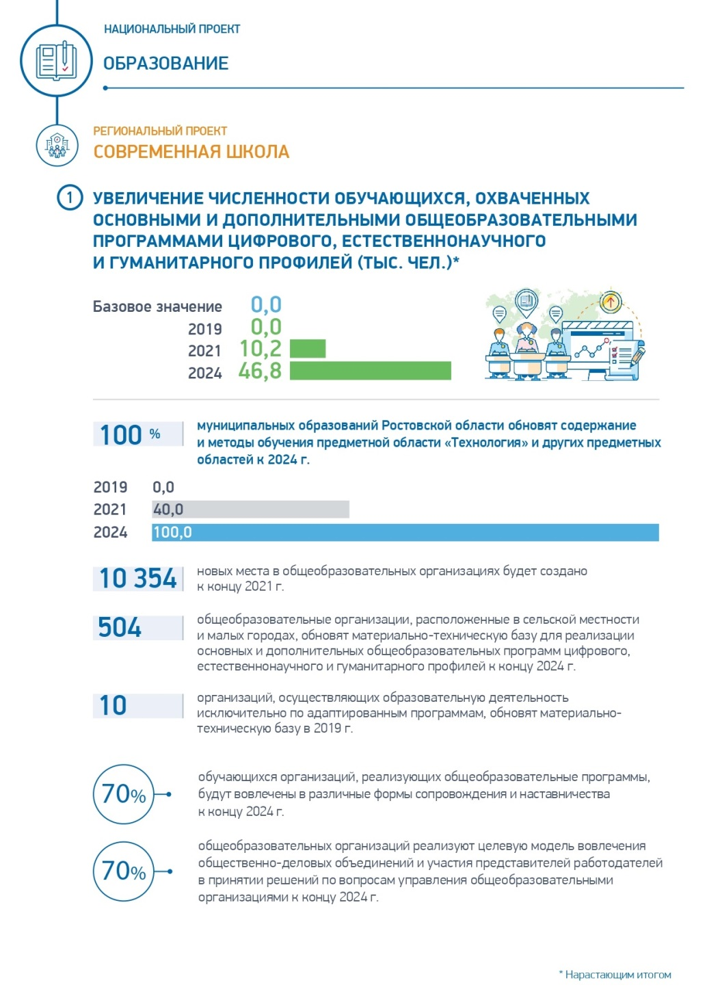 НАЦИОНАЛЬНЫЙ ПРОЕКТ
ОБРАЗОВАНИЕ
РЕГИОНАЛЬНЫЙ ПРОЕКТ
СОВРЕМЕННАЯ ШКОЛА
1 УВЕЛИЧЕНИЕ ЧИСЛЕННОСТИ ОБУЧАЮЩИХСЯ, ОХВАЧЕННЫХ
ОСНОВНЫМИ И ДОПОЛНИТЕЛЬНЫМИ ОБЩЕОБРАЗОВАТЕЛЬНЫМИ
ПРОГРАММАМИ ЦИФРОВОГО, ЕСТЕСТВЕННОНАУЧНОГО
И ГУМАНИТАРНОГО ПРОФИЛЕЙ (ТЫС. ЧЕЛ.)*
Базовое значение 0,0
2019 0,0
2021 10,2
2024 46,8
100 %
муниципальных образований Ростовской области обновят содержание
и методы обучения предметной области «Технология» и других предметных
областей к 2024 г.
2019 0,0
2021 40,0
2024 100,0
10 354
новых места в общеобразовательных организациях будет создано
к концу 2021 г.
504
общеобразовательные организации, расположенные в сельской местности
и малых городах, обновят материально-техническую базу для реализации
основных и дополнительных общеобразовательных программ цифрового,
естественнонаучного и гуманитарного профилей к концу 2024 г.
10
организаций, осуществляющих образовательную деятельность
исключительно по адаптированным программам, обновят материально-
техническую базу в 2019 г.
70%
обучающихся организаций, реализующих общеобразовательные программы,
будут вовлечены в различные формы сопровождения и наставничества
к концу 2024 г.
70%
общеобразовательных организаций реализуют целевую модель вовлечения
общественно-деловых объединений и участия представителей работодателей
в принятии решений по вопросам управления общеобразовательными
организациями к концу 2024 г.
* Нарастающим итогом